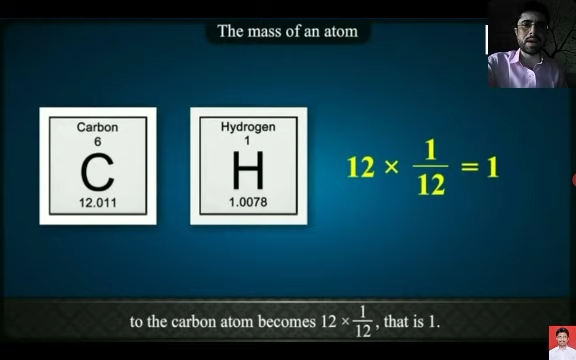 The mass of an atom
Carbon
6
C
12.011
Hydrogen
1
H
1.0078
12 × 1/12 = 1
to the carbon atom becomes 12 × 1/12, that is 1.